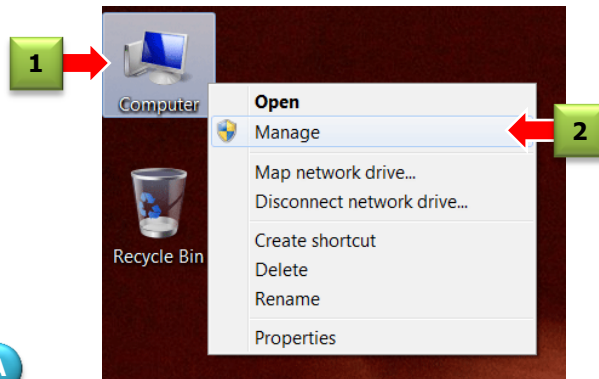 1
Computer
Open
Manage
2
Map network drive...
Disconnect network drive...
Recycle Bin
Create shortcut
Delete
Rename
Properties
A